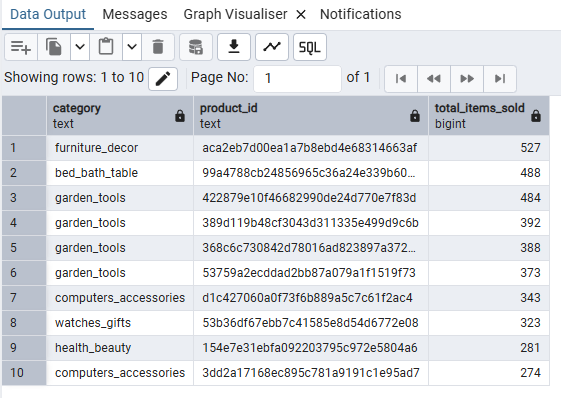 Data Output Messages Graph Visualiser × Notifications
SQL
Showing rows: 1 to 10 Page No: 1 of 1
category product_id total_items_sold
text text bigint
1 furniture_decor aca2eb7d00ea1a7b8ebd4e68314663af 527
2 bed_bath_table 99a4788cb24856965c36a24e339b60… 488
3 garden_tools 422879e10f46682990de24d770e7f83d 484
4 garden_tools 389d119b48cf3043d311335e499d9c6b 392
5 garden_tools 368c6c730842d78016ad823897a372… 388
6 garden_tools 53759a2ecddad2bb87a079a1f1519f73 373
7 computers_accessories d1c427060a0f73f6b889a5c7c61f2ac4 343
8 watches_gifts 53b36df67ebb7c41585e8d54d6772e08 323
9 health_beauty 154e7e31ebfa092203795c972e5804a6 281
10 computers_accessories 3dd2a17168ec895c781a9191c1e95ad7 274